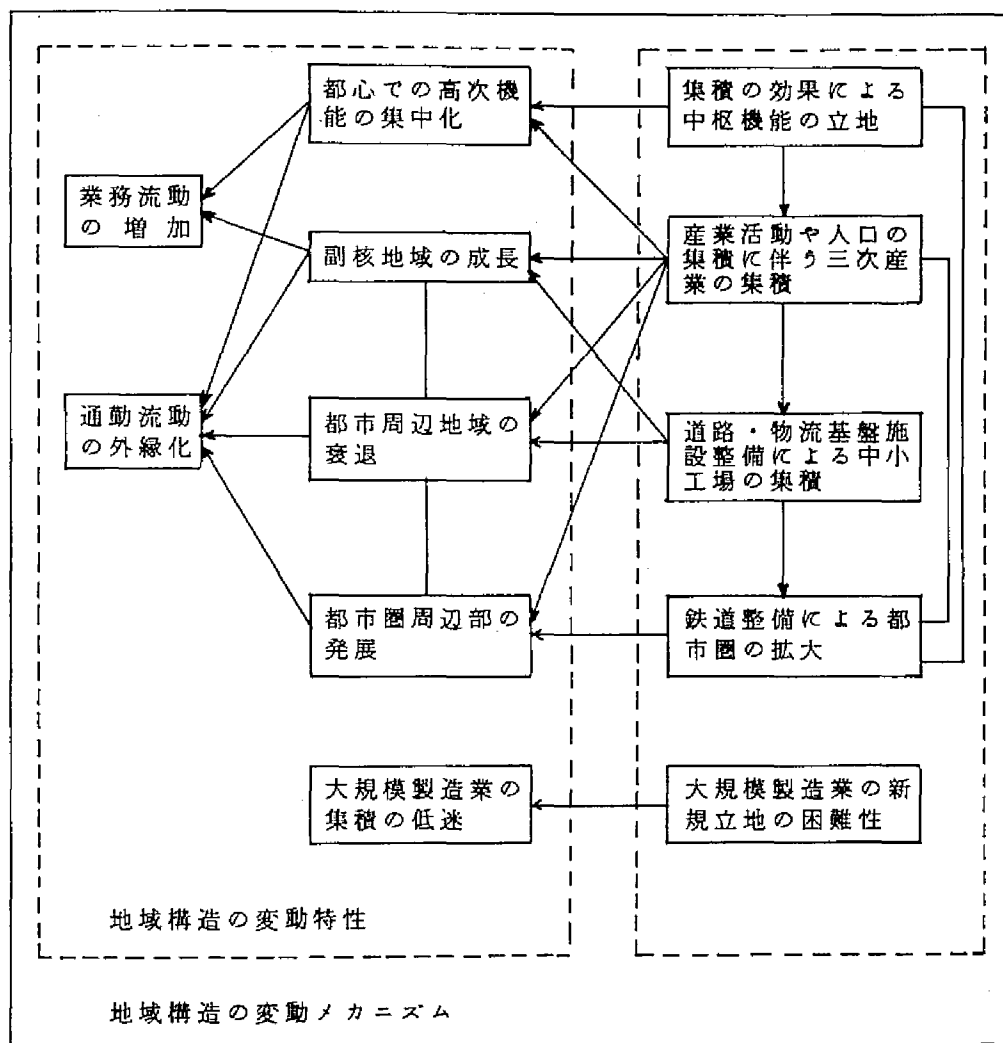 都心での高次機
能の集中化
集積の効果による
中枢機能の立地
業務流動
の増加
副核地域の成長
産業活動や人口の
集積に伴う三次産
業の集積
通勤流動
の外縁化
都市周辺地域の
衰退
道路・物流基盤施
設整備による中小
工場の集積
都市圏周辺部の
発展
鉄道整備による都
市圏の拡大
大規模製造業の
集積の低迷
大規模製造業の新
規立地の困難性
地域構造の変動特性
地域構造の変動メカニズム